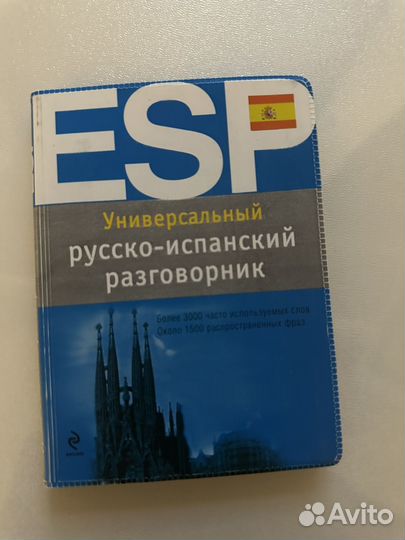 ESP
Универсальный
русско-испанский
разговорник
Более 3000 часто используемых слов
Около 1500 распространенных фраз
Avito